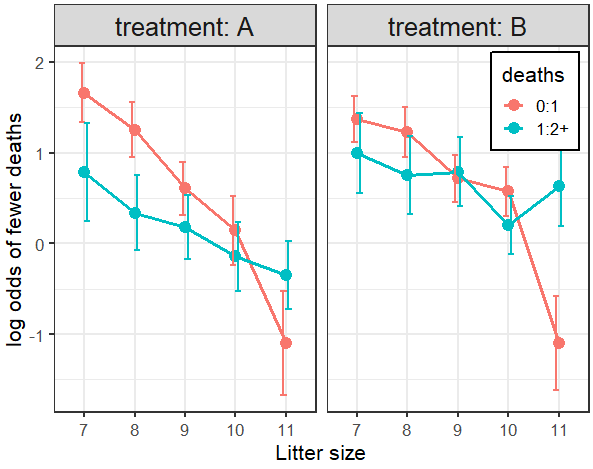 treatment: A
treatment: B
deaths
0:1
1:2+
log odds of fewer deaths
2
1
0
-1
7 8 9 10 11
7 8 9 10 11
Litter size